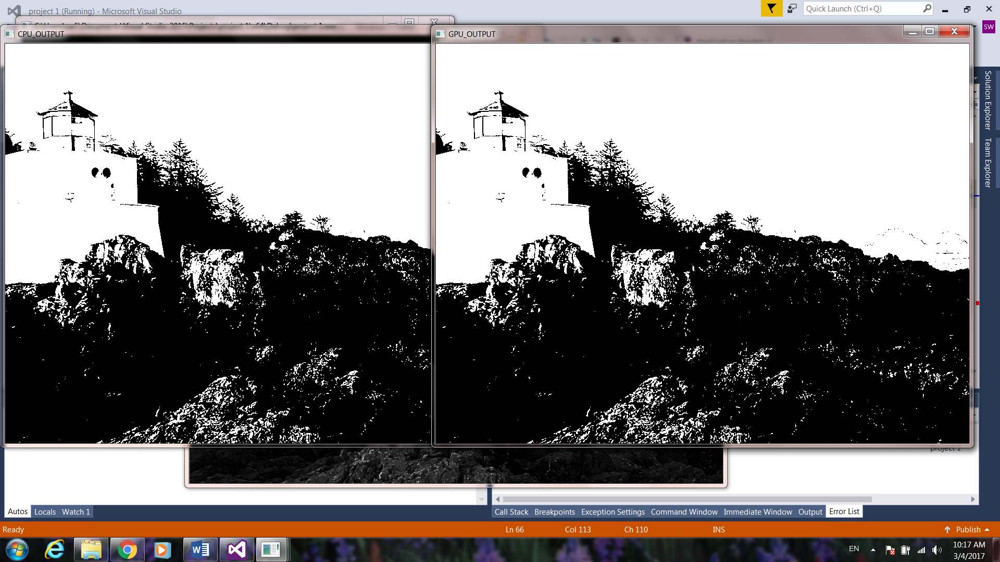 project 1 (Running) - Microsoft Visual Studio
Quick Launch (Ctrl+Q)
SW
CPU_OUTPUT
GPU_OUTPUT
Solution Explorer
Team Explorer
project 1
Autos
Locals
Watch 1
Call Stack
Breakpoints
Exception Settings
Command Window
Immediate Window
Output
Error List
Ready
Ln 66
Col 113
Ch 110
INS
Publish
EN
10:17 AM
3/4/2017